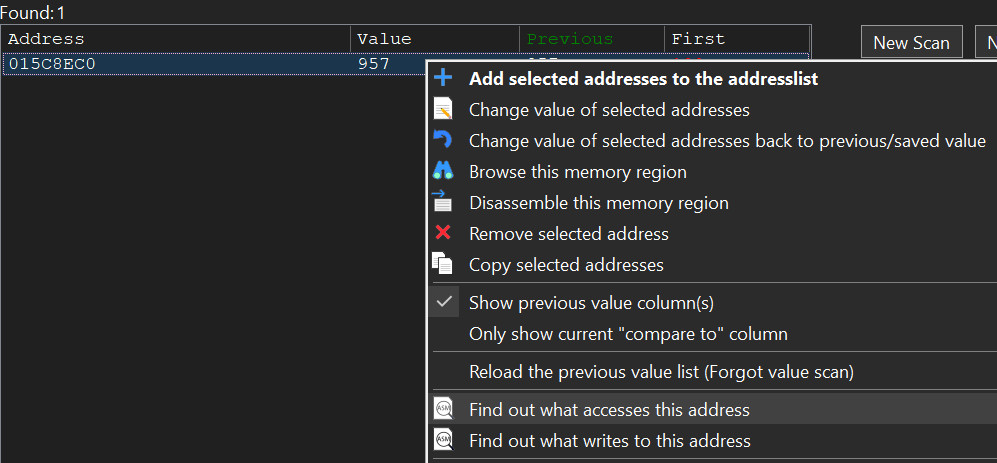 Found:1
Address Value Previous First
New Scan
015C8EC0 957
Add selected addresses to the addresslist
Change value of selected addresses
Change value of selected addresses back to previous/saved value
Browse this memory region
Disassemble this memory region
Remove selected address
Copy selected addresses
Show previous value column(s)
Only show current "compare to" column
Reload the previous value list (Forgot value scan)
Find out what accesses this address
Find out what writes to this address